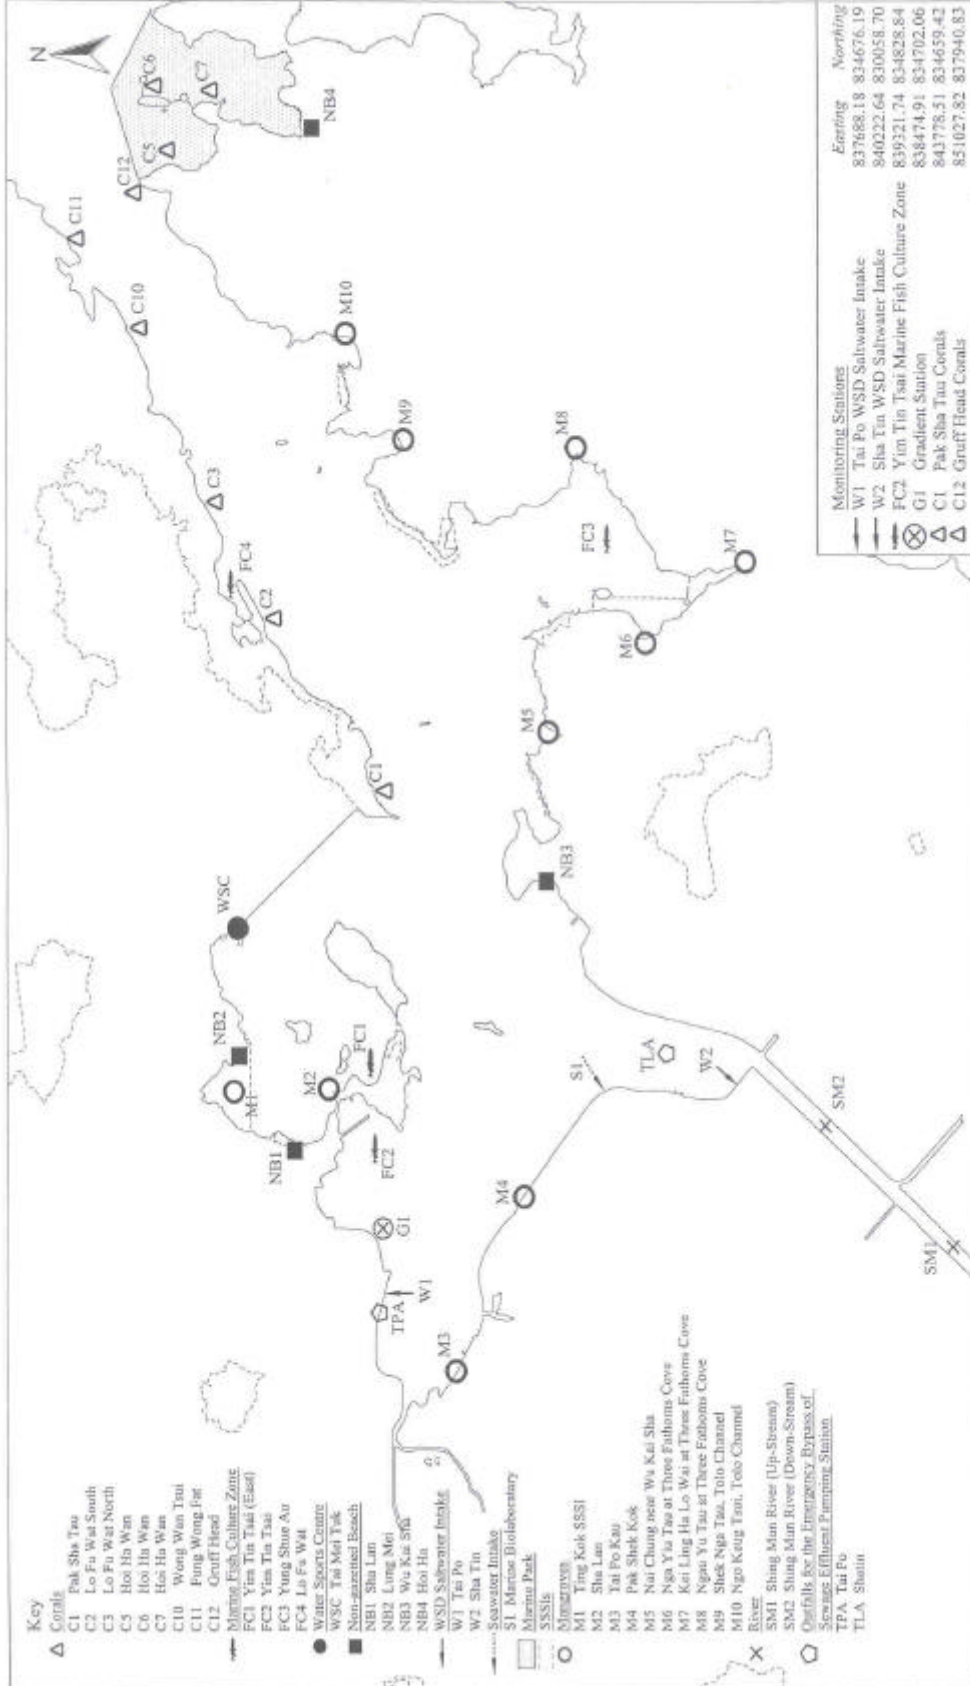 Key
Corals
C1 Pak Sha Tau
C2 Lo Fu Wat South
C3 Lo Fu Wat North
C5 Hoi Ha Wan
C6 Hoi Ha Wan
C7 Hoi Ha Wan
C10 Wong Wan Tsui
C11 Fung Wong Fat
C12 Gruff Head
Marine Fish Culture Zone
FC1 Yim Tin Tsai (East)
FC2 Yim Tin Tsai
FC3 Yung Shue Au
FC4 Lo Fu Wat
Water Sports Centre
WSC Tai Mei Tuk
Non-gazetted Beach
NB1 Sha Lan
NB2 Lung Mei
NB3 Wu Kai Sha
NB4 Hoi Ha
WSD Saltwater Intake
W1 Tai Po
W2 Sha Tin
Seawater Intake
S1 Marine Biolaboratory
Marine Park
SSSIs
Mangroves
M1 Ting Kok SSSI
M2 Sha Lan
M3 Tai Po Kau
M4 Pak Shek Kok
M5 Nai Chung near Wu Kai Sha
M6 Nga Yiu Tau at Three Fathoms Cove
M7 Kei Ling Ha Lo Wai at Three Fathoms Cove
M8 Ngau Yu Tau at Three Fathoms Cove
M9 Shek Nga Tau, Tolo Channel
M10 Ngo Keng Tsui, Tolo Channel
River
SM1 Shing Mun River (Up-Stream)
SM2 Shing Mun River (Down-Stream)
Outfalls for the Emergency Bypass of
Sewage Effluent Pumping Station
TPA Tai Po
TLA Shatin
N
C6
C7
C5
C12
NB4
C11
C10
M10
C3
M9
M8
FC4
C2
FC3
M7
M6
M5
C1
NB3
WSC
NB2
M1
M2
FC1
NB1
FC2
G1
TPA
W1
M3
M4
S1
TLA
W2
SM2
SM1
Monitoring Stations Easting Northing
W1 Tai Po WSD Saltwater Intake 837688.18 834676.19
W2 Sha Tin WSD Saltwater Intake 840222.64 830058.70
FC2 Yim Tin Tsai Marine Fish Culture Zone 839321.74 834828.84
G1 Gradient Station 838474.91 834702.06
C1 Pak Sha Tau Corals 843778.51 834659.42
C12 Gruff Head Corals 851027.82 837940.83